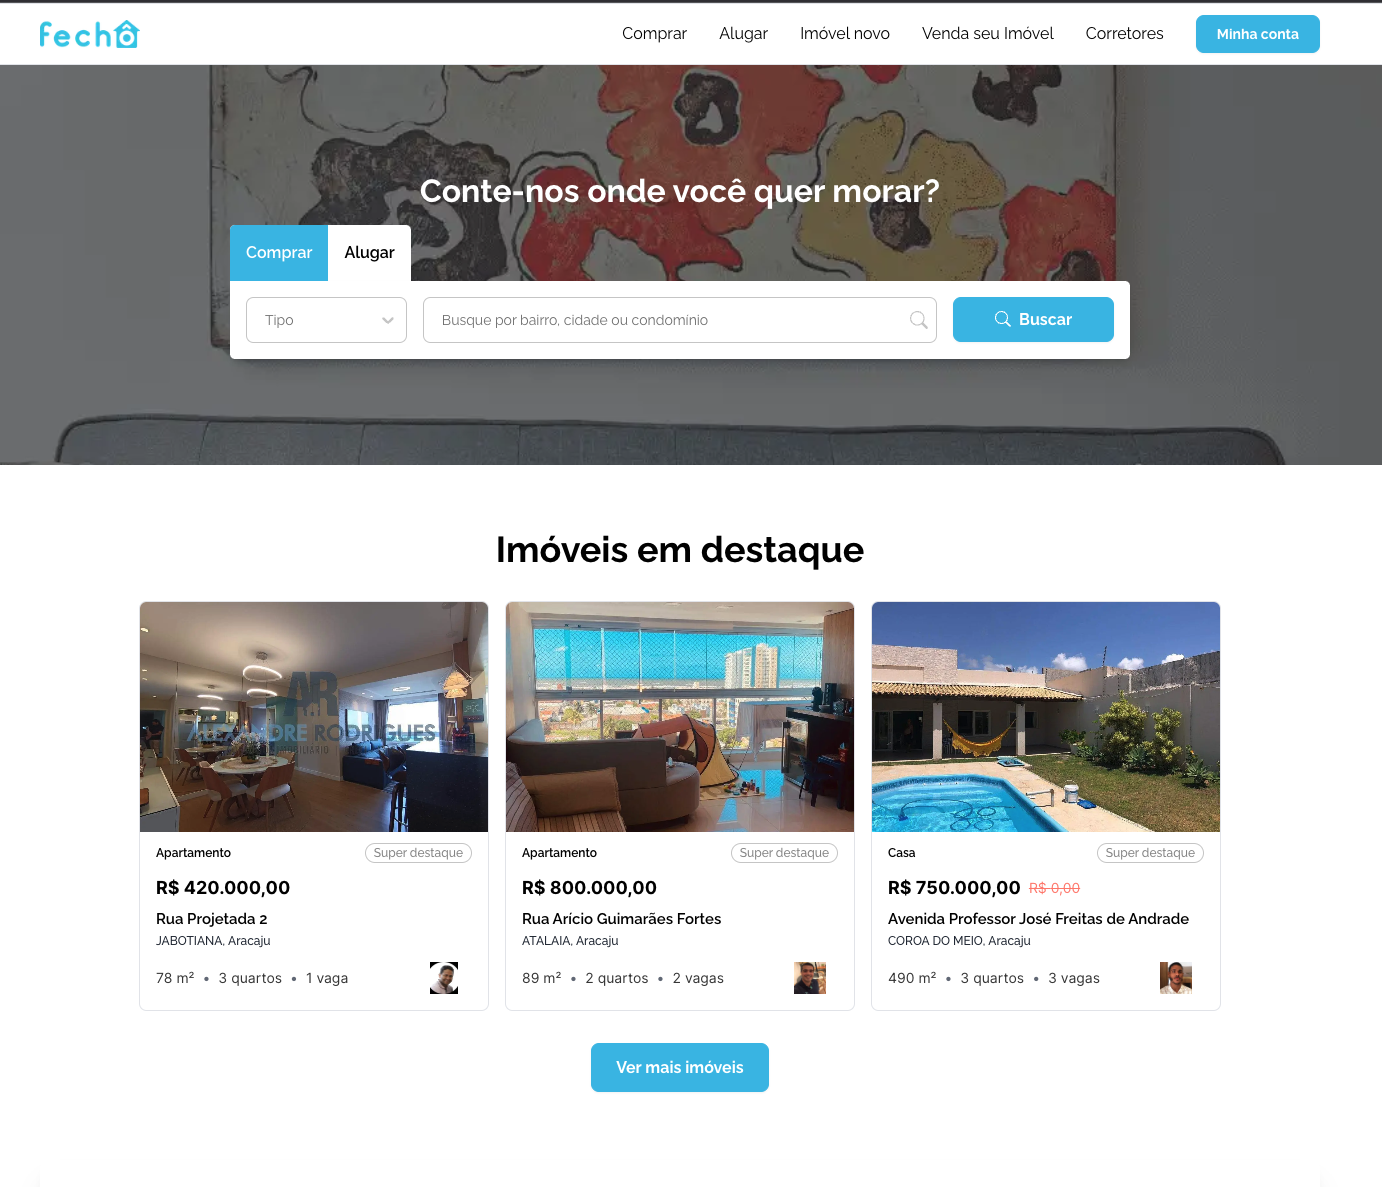 fecho
Comprar Alugar Imóvel novo Venda seu Imóvel Corretores Minha conta
Conte-nos onde você quer morar?
Comprar Alugar
Tipo Busque por bairro, cidade ou condomínio Buscar
Imóveis em destaque
AR
RODRIGUES
Apartamento Super destaque
R$ 420.000,00
Rua Projetada 2
JABOTIANA, Aracaju
78 m² • 3 quartos • 1 vaga
Apartamento Super destaque
R$ 800.000,00
Rua Arício Guimarães Fortes
ATALAIA, Aracaju
89 m² • 2 quartos • 2 vagas
Casa Super destaque
R$ 750.000,00 R$ 0,00
Avenida Professor José Freitas de Andrade
COROA DO MEIO, Aracaju
490 m² • 3 quartos • 3 vagas
Ver mais imóveis